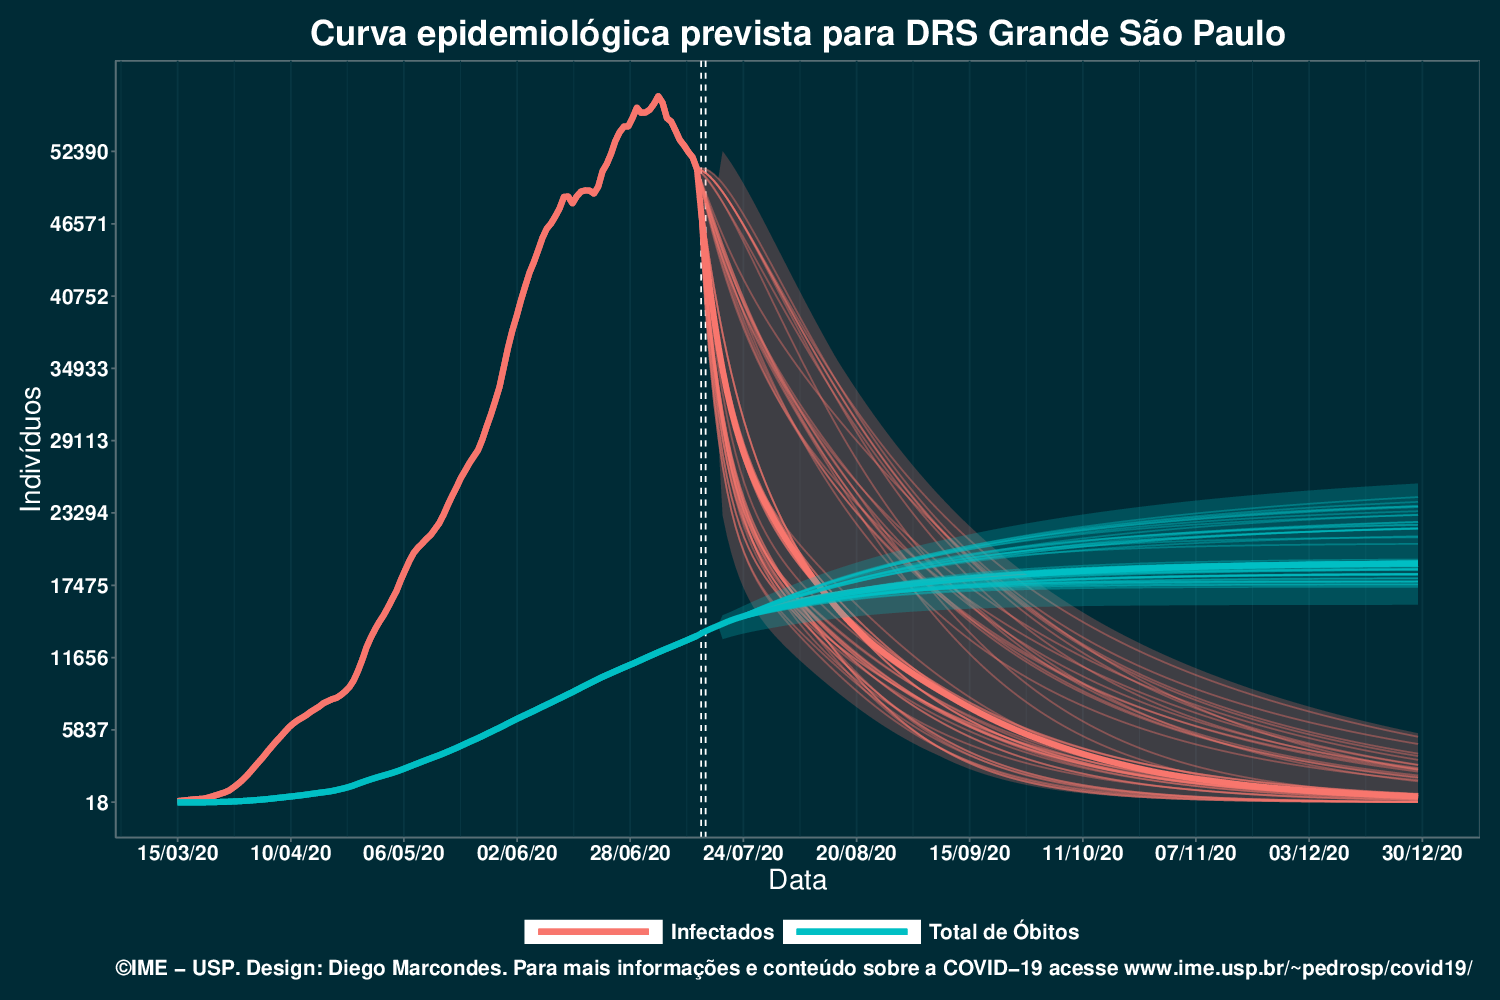 Curva epidemiológica prevista para DRS Grande São Paulo
52390
46571
40752
34933
29113
23294
17475
11656
5837
18
Indivíduos
15/03/20 10/04/20 06/05/20 02/06/20 28/06/20 24/07/20 20/08/20 15/09/20 11/10/20 07/11/20 03/12/20 30/12/20
Data
Infectados Total de Óbitos
©IME − USP. Design: Diego Marcondes. Para mais informações e conteúdo sobre a COVID−19 acesse www.ime.usp.br/~pedrosp/covid19/